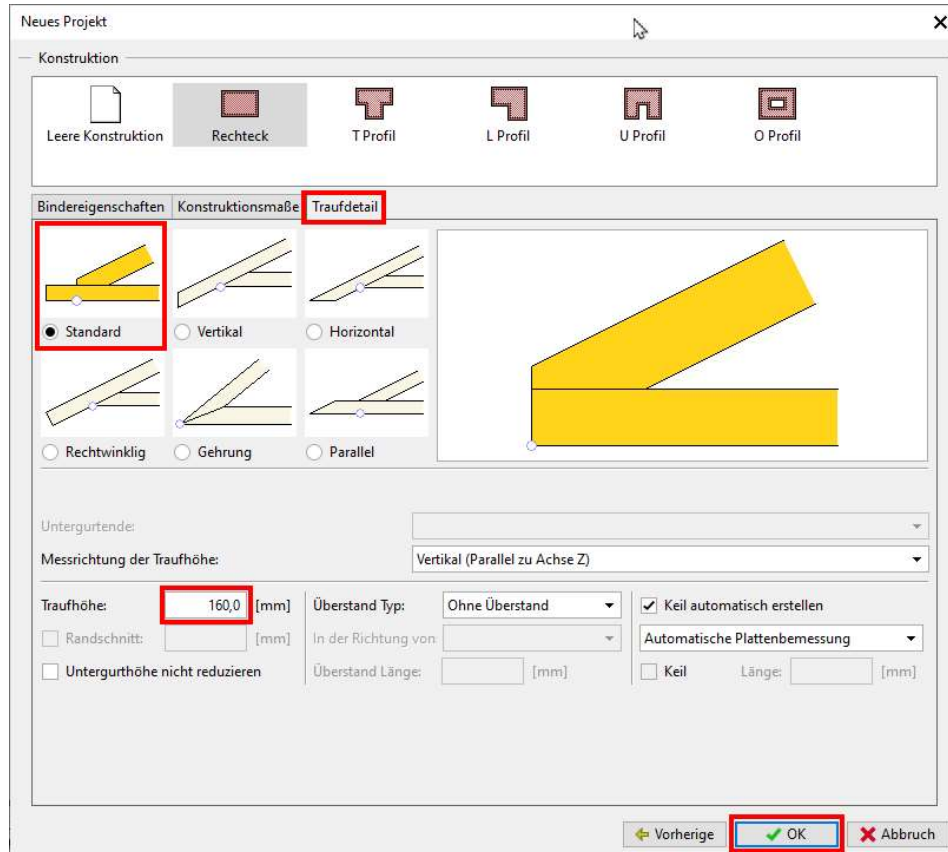 Neues Projekt
Konstruktion
Leere Konstruktion Rechteck T Profil L Profil U Profil O Profil
Bindereigenschaften Konstruktionsmaße Traufdetail
Standard Vertikal Horizontal
Rechtwinklig Gehrung Parallel
Untergurtende:
Messrichtung der Traufhöhe: Vertikal (Parallel zu Achse Z)
Traufhöhe: 160,0 [mm] Überstand Typ: Ohne Überstand Keil automatisch erstellen
Randschnitt: [mm] In der Richtung von: Automatische Plattenbemessung
Untergurthöhe nicht reduzieren Überstand Länge: [mm] Keil Länge: [mm]
Vorherige OK Abbruch